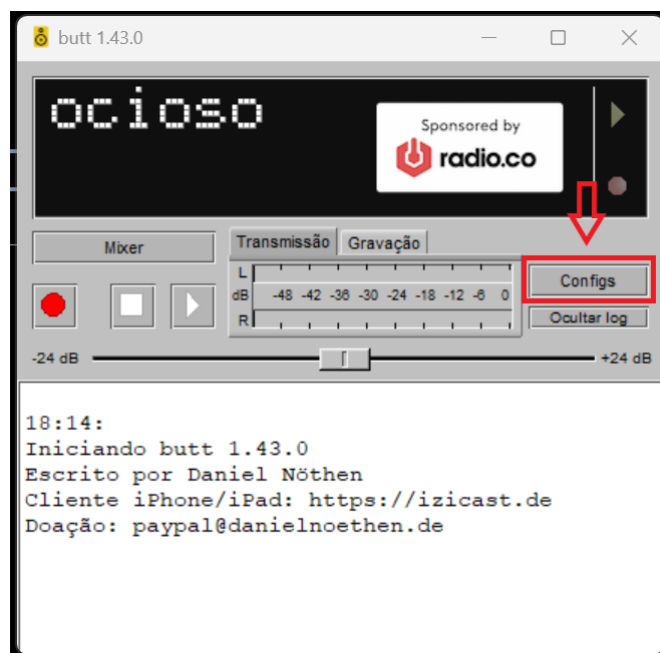 butt 1.43.0
ocioso
Sponsored by
radio.co
Mixer
Transmissão Gravação
L
dB -48 -42 -36 -30 -24 -18 -12 -6 0
R
Configs
Ocultar log
-24 dB +24 dB
18:14:
Iniciando butt 1.43.0
Escrito por Daniel Nöthen
Cliente iPhone/iPad: https://izicast.de
Doação: paypal@danielnoethen.de